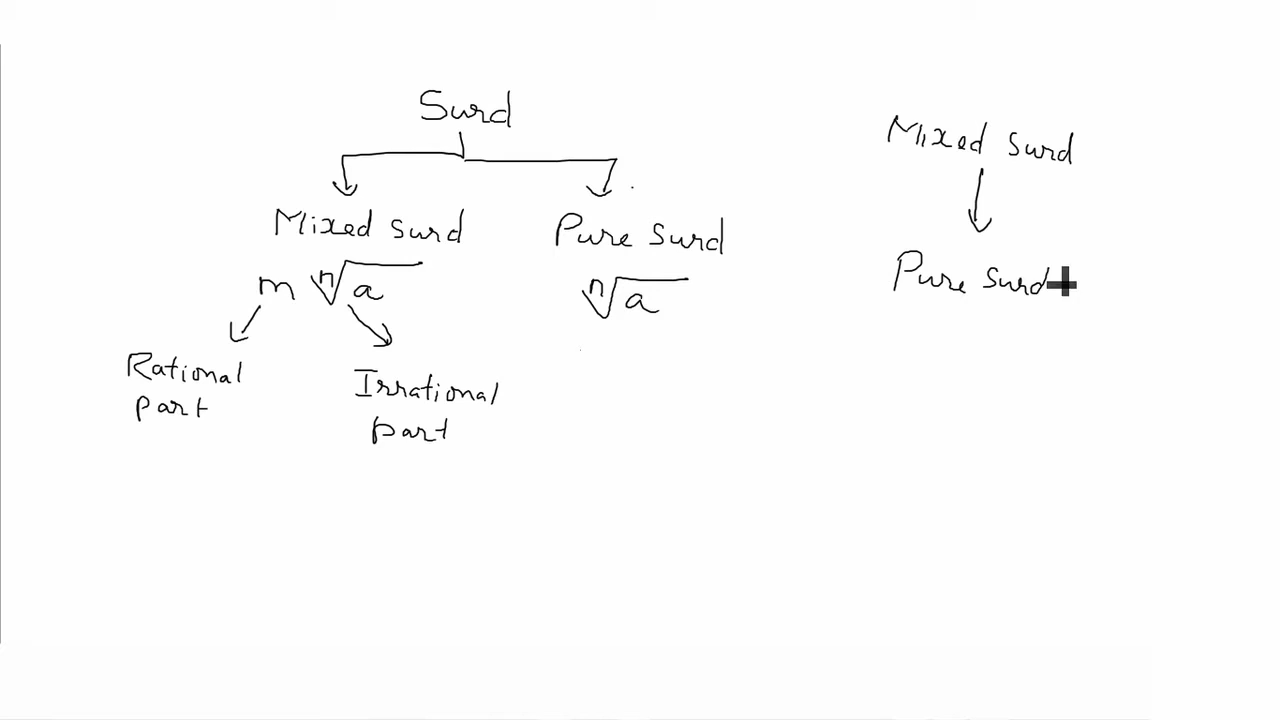 Surd
Mixed Surd
Pure Surd
m ⁿ√a
ⁿ√a
Rational
part
Irrational
part
Mixed Surd
Pure Surd